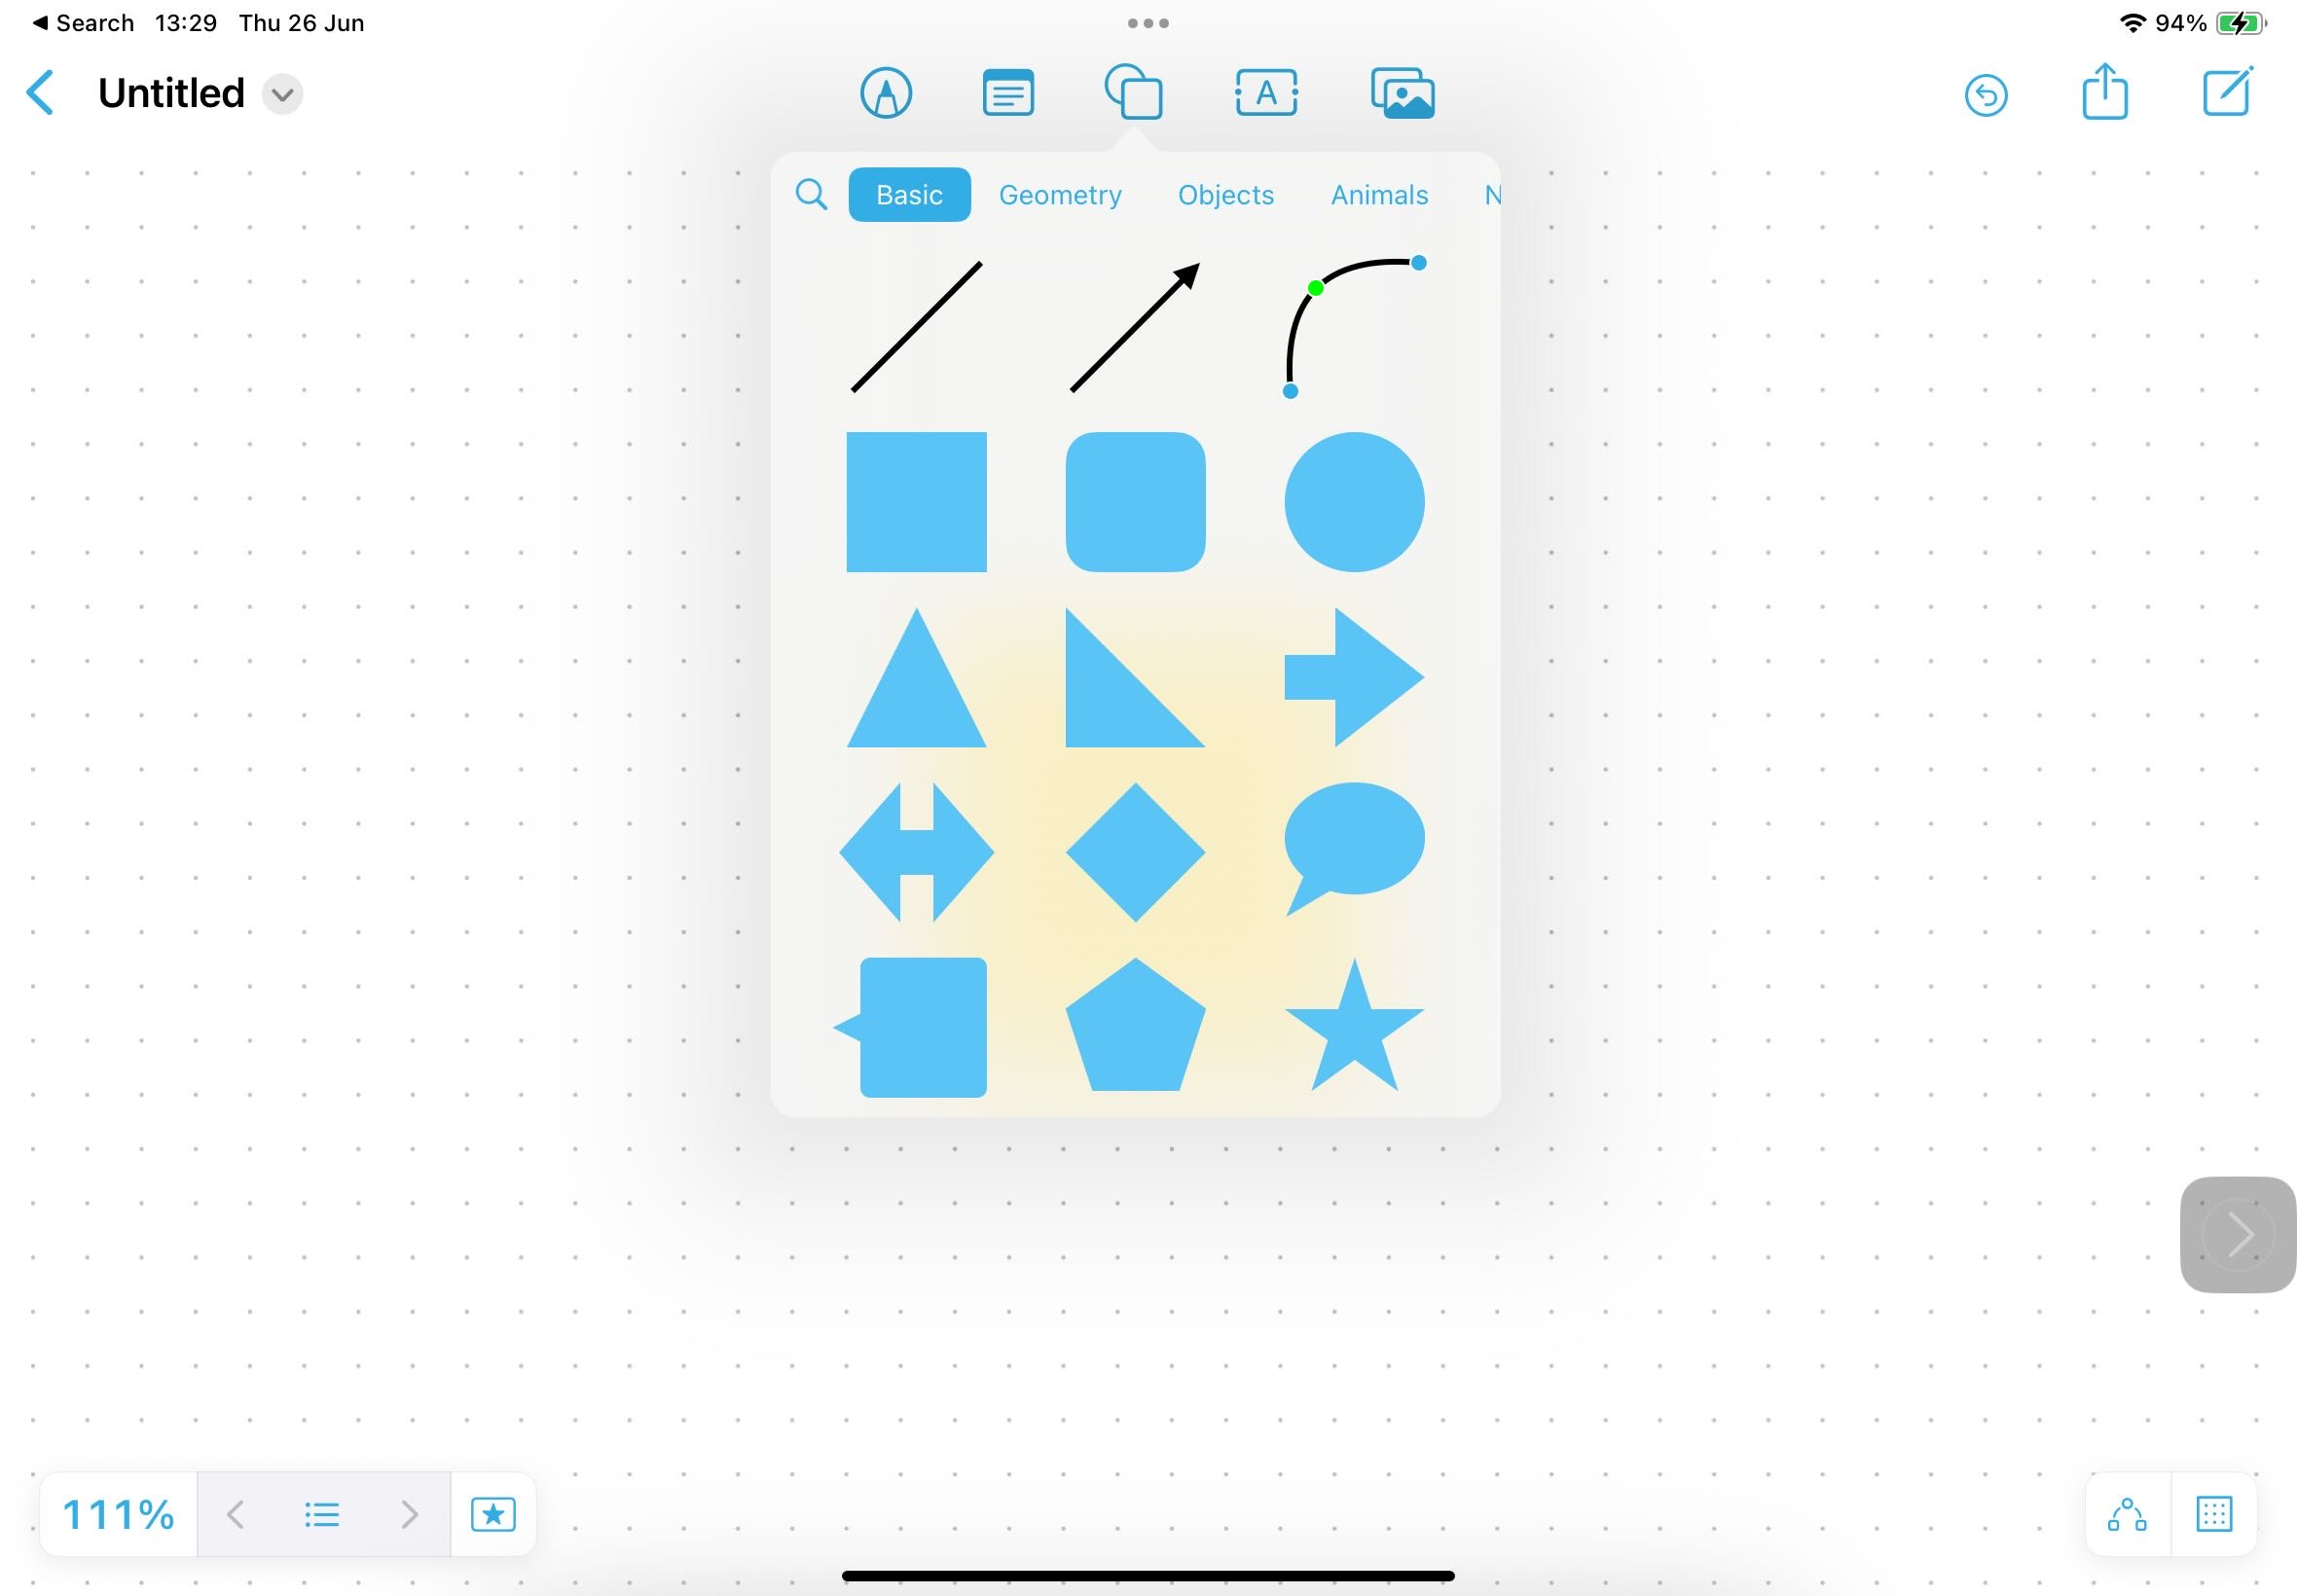 Search 13:29 Thu 26 Jun
94%
Untitled
A
Basic Geometry Objects Animals N
111%